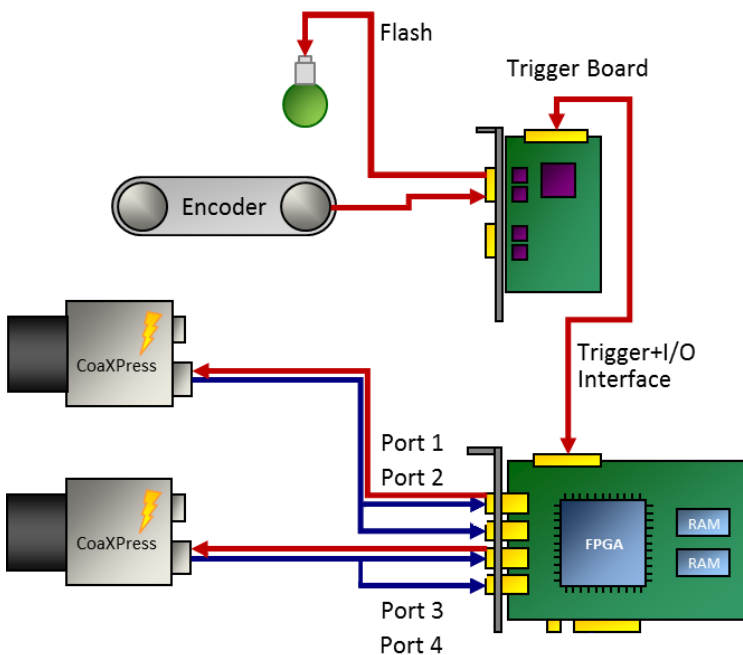 Flash
Trigger Board
Encoder
CoaXPress
Trigger+I/O
Interface
Port 1
Port 2
RAM
FPGA
CoaXPress
RAM
Port 3
Port 4